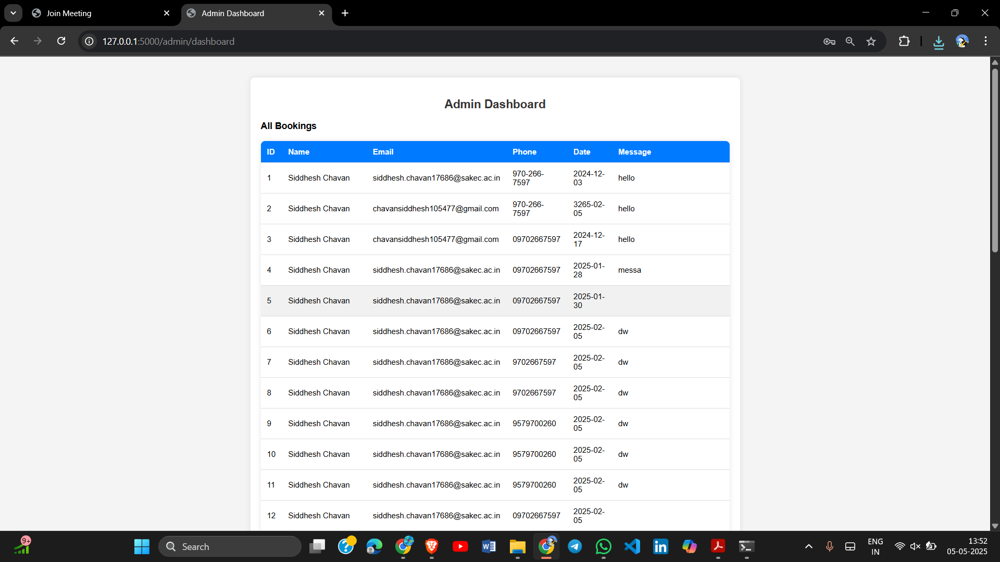 Join Meeting
Admin Dashboard
127.0.0.1:5000/admin/dashboard
Admin Dashboard
All Bookings
ID Name Email Phone Date Message
1 Siddhesh Chavan siddhesh.chavan17686@sakec.ac.in 970-266-7597 2024-12-03 hello
2 Siddhesh Chavan chavansiddhesh105477@gmail.com 970-266-7597 3265-02-05 hello
3 Siddhesh Chavan chavansiddhesh105477@gmail.com 09702667597 2024-12-17 hello
4 Siddhesh Chavan siddhesh.chavan17686@sakec.ac.in 09702667597 2025-01-28 messa
5 Siddhesh Chavan siddhesh.chavan17686@sakec.ac.in 09702667597 2025-01-30
6 Siddhesh Chavan siddhesh.chavan17686@sakec.ac.in 09702667597 2025-02-05 dw
7 Siddhesh Chavan siddhesh.chavan17686@sakec.ac.in 9702667597 2025-02-05 dw
8 Siddhesh Chavan siddhesh.chavan17686@sakec.ac.in 9702667597 2025-02-05 dw
9 Siddhesh Chavan siddhesh.chavan17686@sakec.ac.in 9579700260 2025-02-05 dw
10 Siddhesh Chavan siddhesh.chavan17686@sakec.ac.in 9579700260 2025-02-05 dw
11 Siddhesh Chavan siddhesh.chavan17686@sakec.ac.in 9579700260 2025-02-05 dw
12 Siddhesh Chavan siddhesh.chavan17686@sakec.ac.in 09702667597 2025-02-05
9+
Search
ENG
IN
13:52
05-05-2025